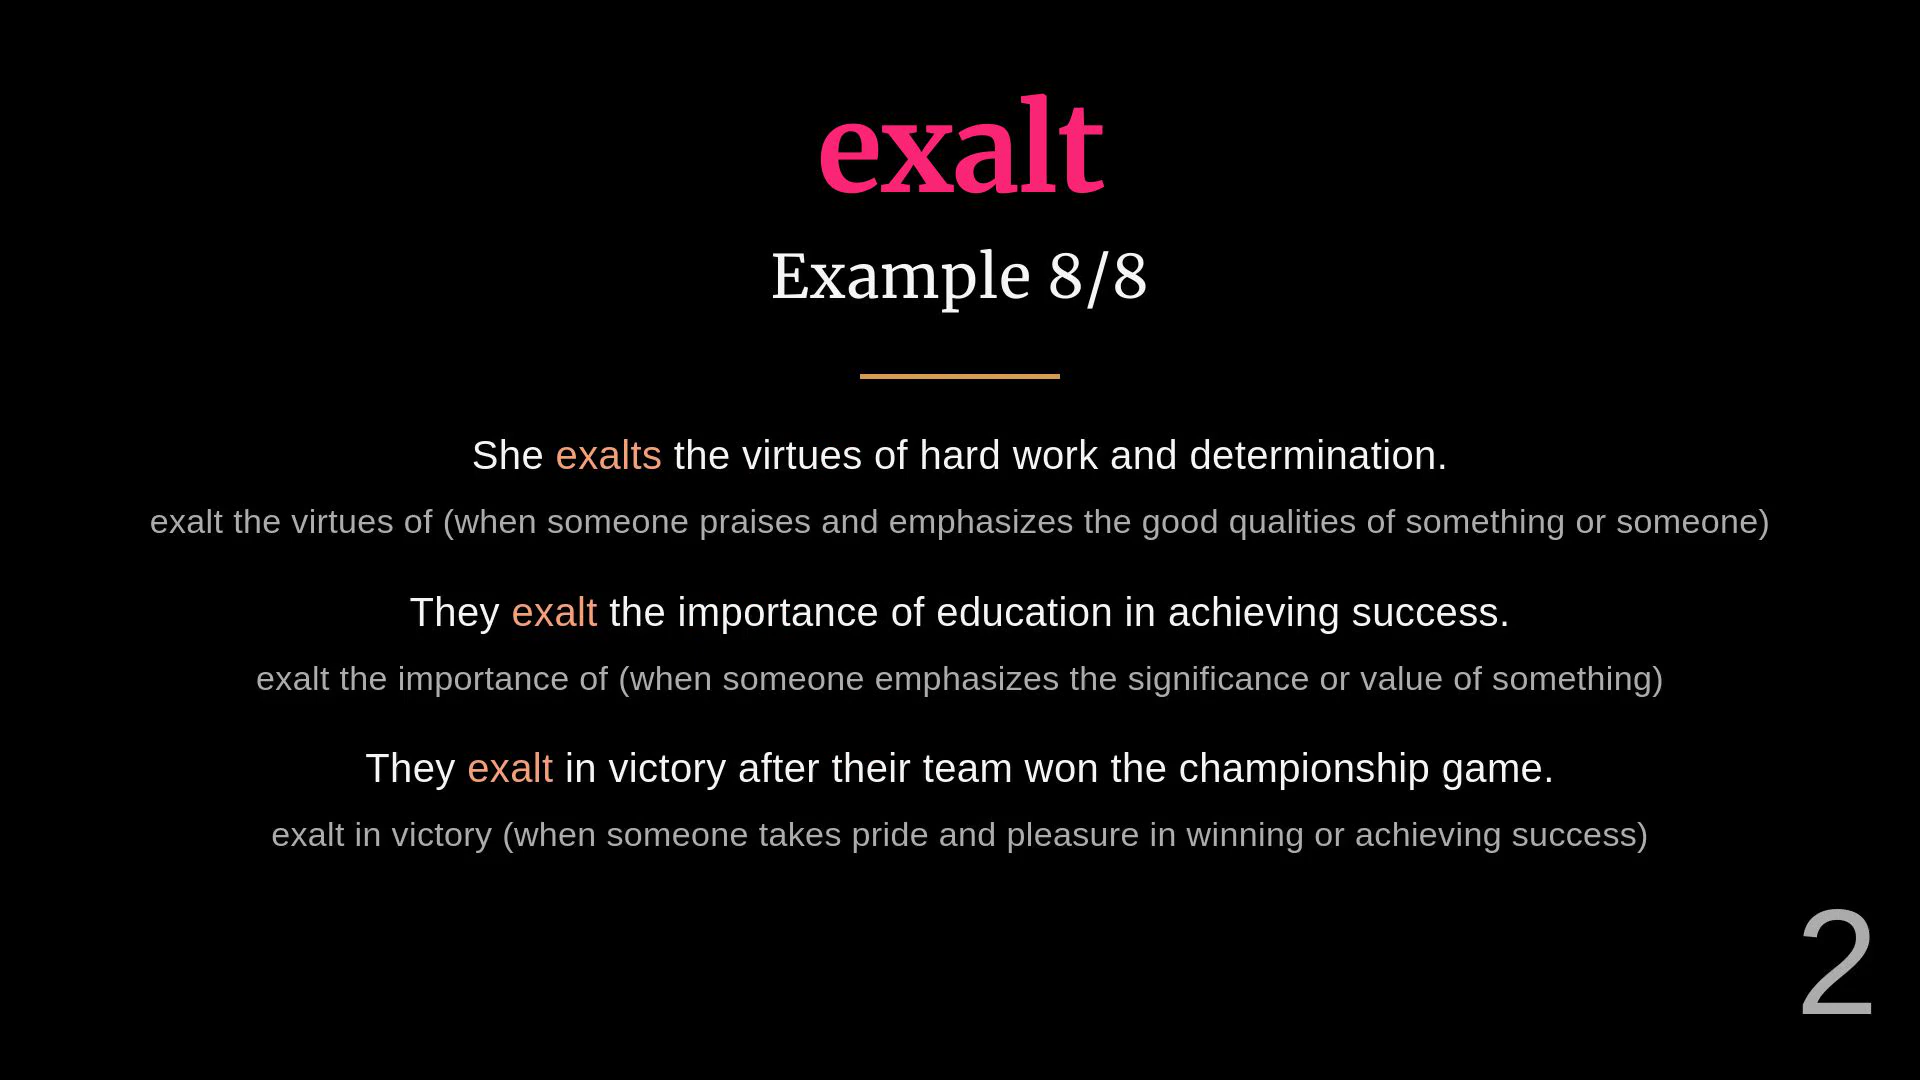 exalt
Example 8/8
She exalts the virtues of hard work and determination.
exalt the virtues of (when someone praises and emphasizes the good qualities of something or someone)
They exalt the importance of education in achieving success.
exalt the importance of (when someone emphasizes the significance or value of something)
They exalt in victory after their team won the championship game.
exalt in victory (when someone takes pride and pleasure in winning or achieving success)
2